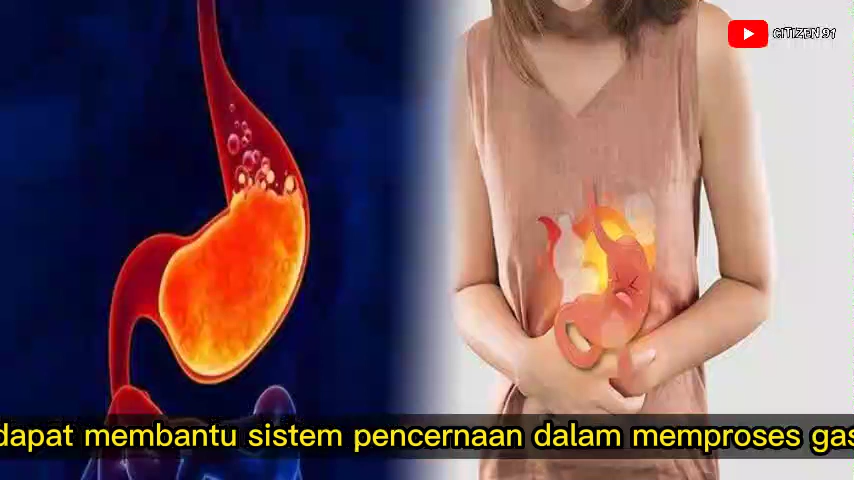 CiTiZEN 91
dapat membantu sistem pencernaan dalam memproses gas